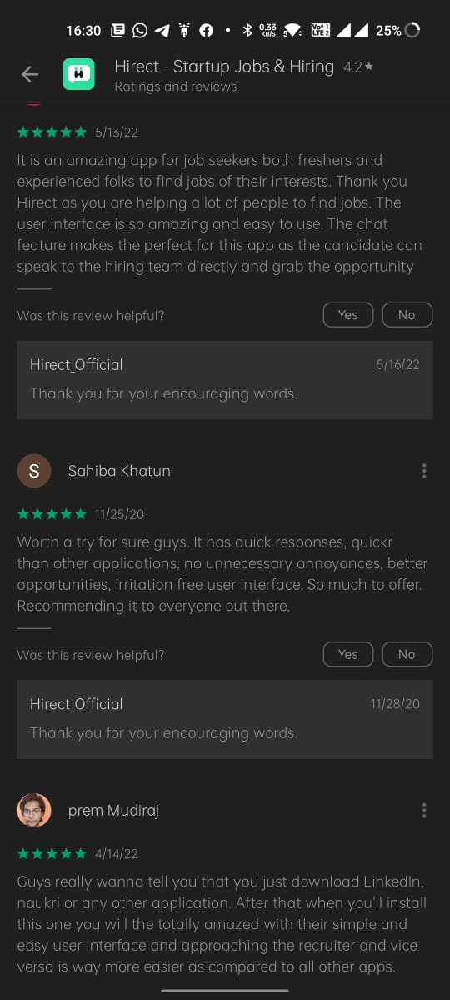 16:30
0.33
KB/S
5
Vo 1
LTE 2
25%
Hirect - Startup Jobs & Hiring 4.2★
Ratings and reviews
5/13/22
It is an amazing app for job seekers both freshers and
experienced folks to find jobs of their interests. Thank you
Hirect as you are helping a lot of people to find jobs. The
user interface is so amazing and easy to use. The chat
feature makes the perfect for this app as the candidate can
speak to the hiring team directly and grab the opportunity
Was this review helpful? Yes No
Hirect_Official 5/16/22
Thank you for your encouraging words.
S Sahiba Khatun
11/25/20
Worth a try for sure guys. It has quick responses, quickr
than other applications, no unnecessary annoyances, better
opportunities, irritation free user interface. So much to offer.
Recommending it to everyone out there.
Was this review helpful? Yes No
Hirect_Official 11/28/20
Thank you for your encouraging words.
prem Mudiraj
4/14/22
Guys really wanna tell you that you just download LinkedIn,
naukri or any other application. After that when you'll install
this one you will the totally amazed with their simple and
easy user interface and approaching the recruiter and vice
versa is way more easier as compared to all other apps.